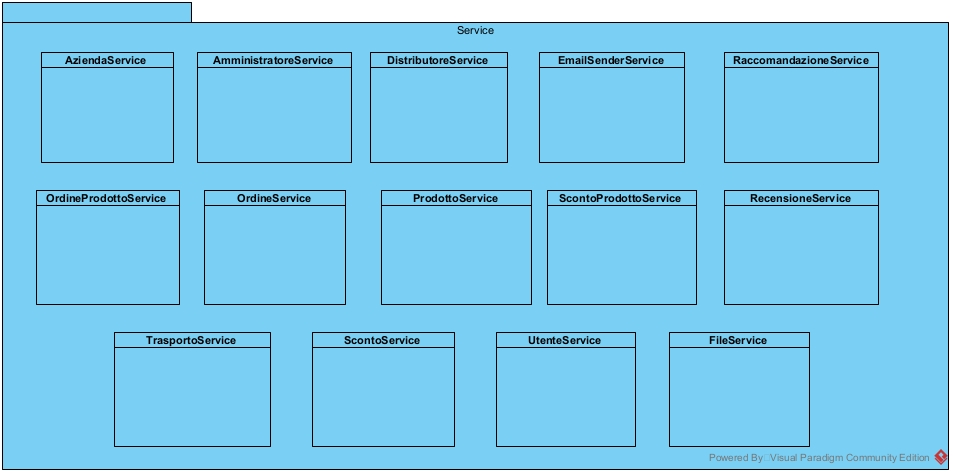 Service
AziendaService
AmministratoreService
DistributoreService
EmailSenderService
RaccomandazioneService
OrdineProdottoService
OrdineService
ProdottoService
ScontoProdottoService
RecensioneService
TrasportoService
ScontoService
UtenteService
FileService
Powered By Visual Paradigm Community Edition